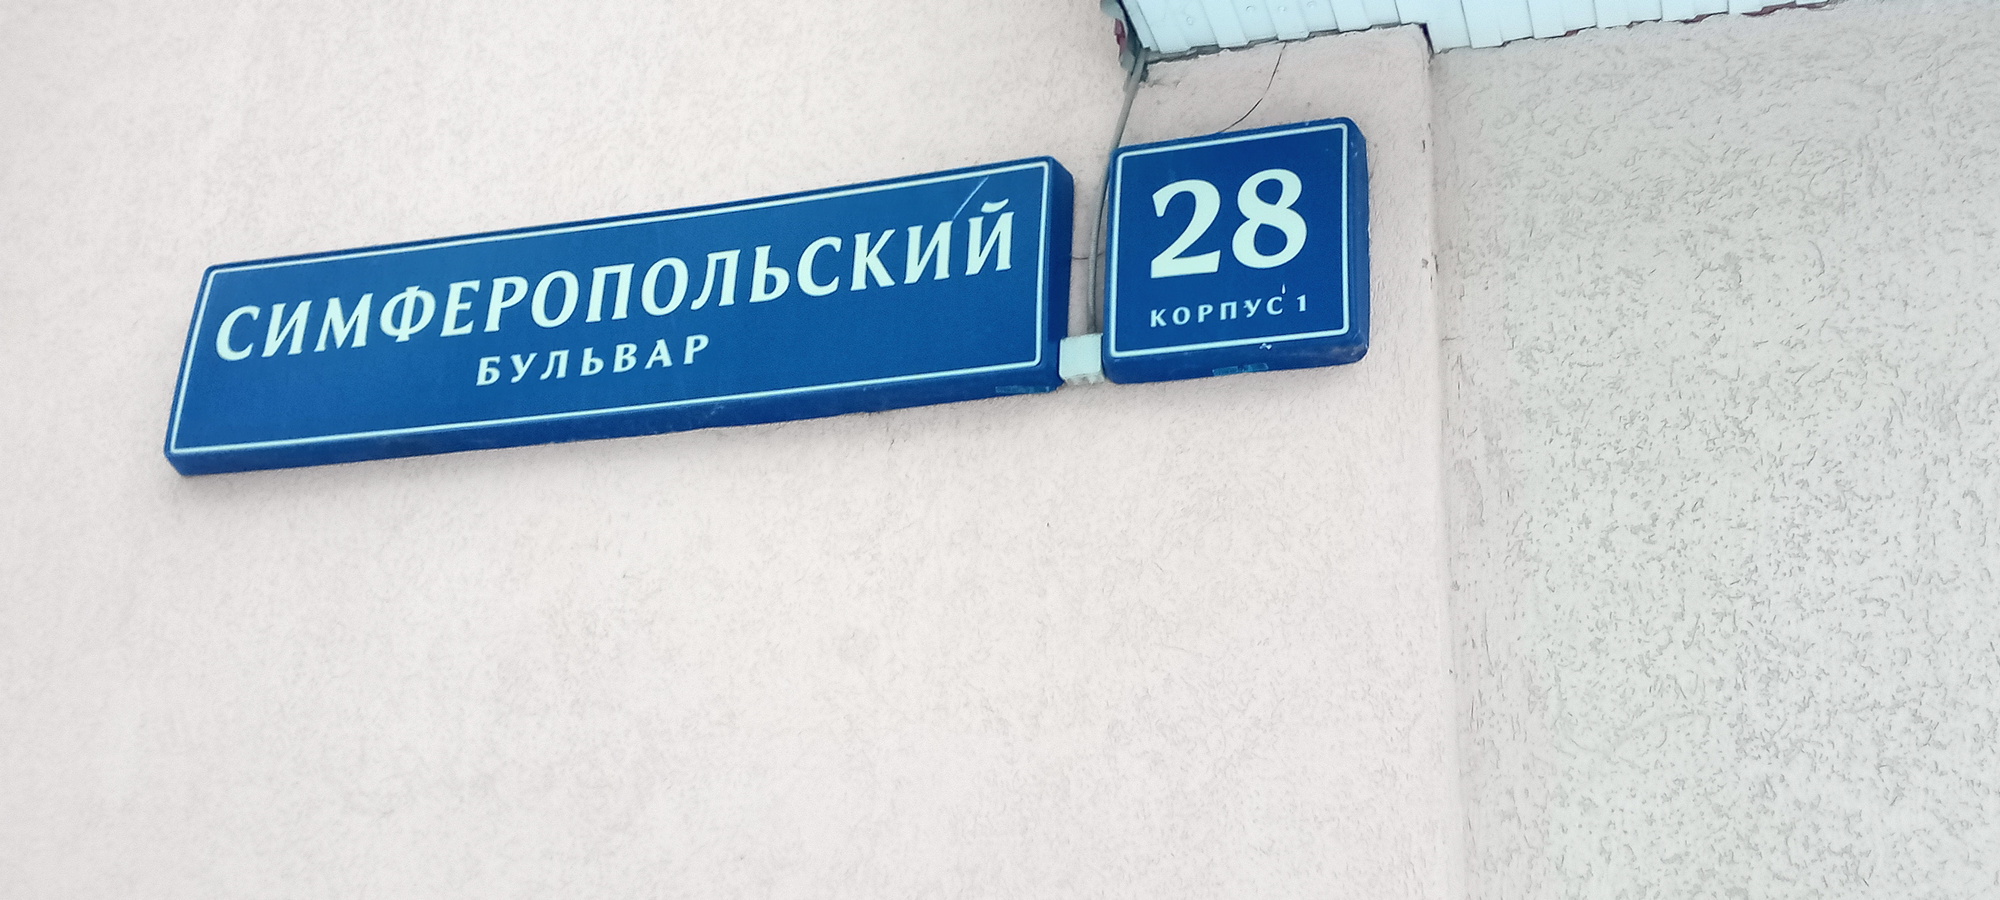 СИМФЕРОПОЛЬСКИЙ
БУЛЬВАР
28
КОРПУС 1